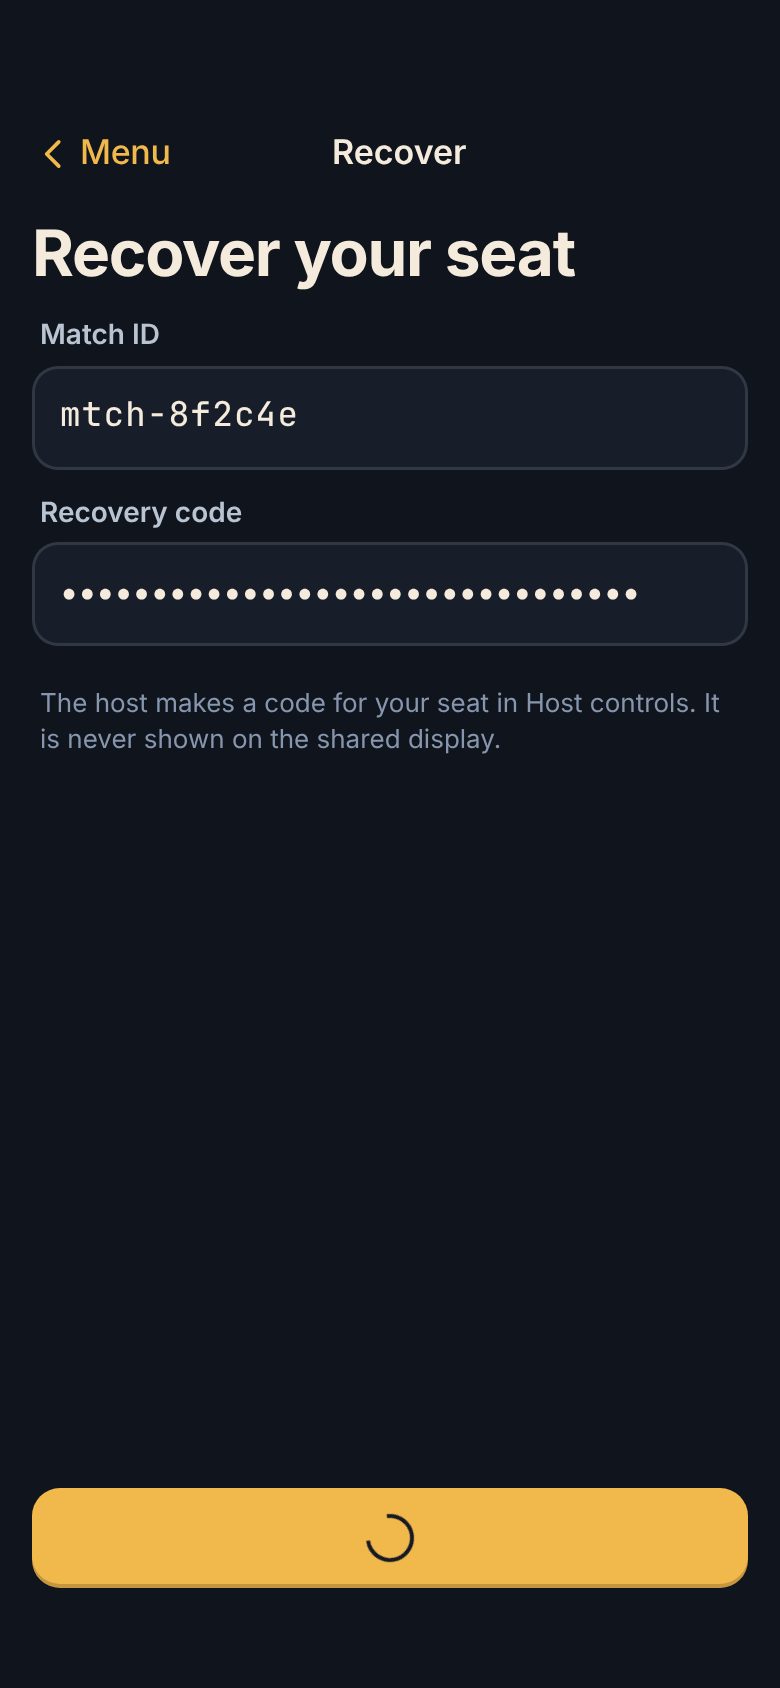 Menu
Recover
Recover your seat
Match ID
mtch-8f2c4e
Recovery code
••••••••••••••••••••••••••••••••
The host makes a code for your seat in Host controls. It
is never shown on the shared display.